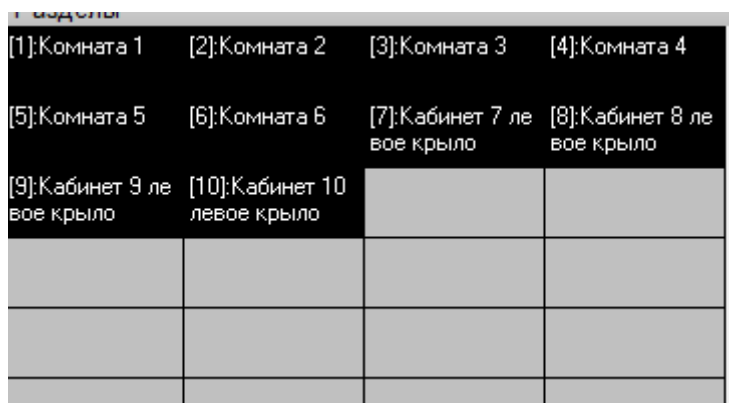 Разделы
[1]:Комната 1 [2]:Комната 2 [3]:Комната 3 [4]:Комната 4
[5]:Комната 5 [6]:Комната 6 [7]:Кабинет 7 ле [8]:Кабинет 8 ле
вое крыло вое крыло
[9]:Кабинет 9 ле [10]:Кабинет 10
вое крыло левое крыло